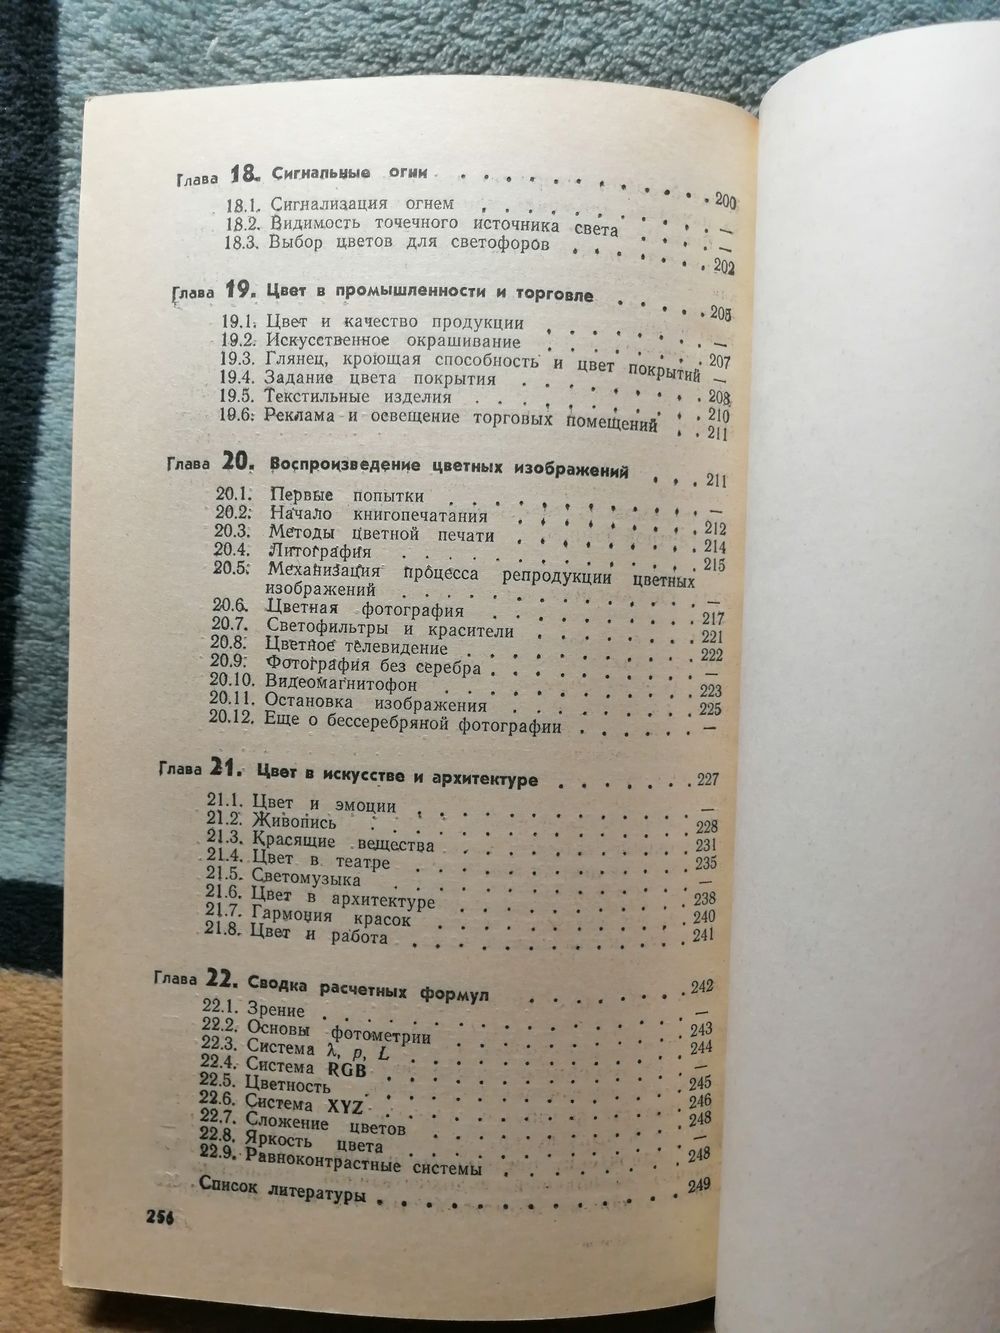 Глава 18. Сигнальные огни . . . . . . . . . . . . 200
18.1. Сигнализация огнем . . . . . . . . . . . —
18.2. Видимость точечного источника света . . . . —
18.3. Выбор цветов для светофоров . . . . . . . 202
Глава 19. Цвет в промышленности и торговле . . . . . 205
19.1. Цвет и качество продукции . . . . . . . . —
19.2. Искусственное окрашивание . . . . . . . . 207
19.3. Глянец, кроющая способность и цвет покрытий —
19.4. Задание цвета покрытия . . . . . . . . . 208
19.5. Текстильные изделия . . . . . . . . . . . 210
19.6. Реклама и освещение торговых помещений . . 211
Глава 20. Воспроизведение цветных изображений . . . 211
20.1. Первые попытки . . . . . . . . . . . . —
20.2. Начало книгопечатания . . . . . . . . . 212
20.3. Методы цветной печати . . . . . . . . . 214
20.4. Литография . . . . . . . . . . . . . . 215
20.5. Механизация процесса репродукции цветных
изображений . . . . . . . . . . . . . . —
20.6. Цветная фотография . . . . . . . . . . 217
20.7. Светофильтры и красители . . . . . . . . 221
20.8. Цветное телевидение . . . . . . . . . . 222
20.9. Фотография без серебра . . . . . . . . . —
20.10. Видеомагнитофон . . . . . . . . . . . 223
20.11. Остановка изображения . . . . . . . . . 225
20.12. Еще о бессеребряной фотографии . . . . . —
Глава 21. Цвет в искусстве и архитектуре . . . . . . 227
21.1. Цвет и эмоции . . . . . . . . . . . . —
21.2. Живопись . . . . . . . . . . . . . . 228
21.3. Красящие вещества . . . . . . . . . . 231
21.4. Цвет в театре . . . . . . . . . . . . 235
21.5. Светомузыка . . . . . . . . . . . . . —
21.6. Цвет в архитектуре . . . . . . . . . . 238
21.7. Гармония красок . . . . . . . . . . . 240
21.8. Цвет и работа . . . . . . . . . . . . 241
Глава 22. Сводка расчетных формул . . . . . . . 242
22.1. Зрение . . . . . . . . . . . . . . . —
22.2. Основы фотометрии . . . . . . . . . . 243
22.3. Система λ, p, L . . . . . . . . . . . 244
22.4. Система RGB . . . . . . . . . . . . . —
22.5. Цветность . . . . . . . . . . . . . . 245
22.6. Система XYZ . . . . . . . . . . . . . 246
22.7. Сложение цветов . . . . . . . . . . . 248
22.8. Яркость цвета . . . . . . . . . . . . —
22.9. Равноконтрастные системы . . . . . . . . 248
Список литературы . . . . . . . . . . . . . 249
256